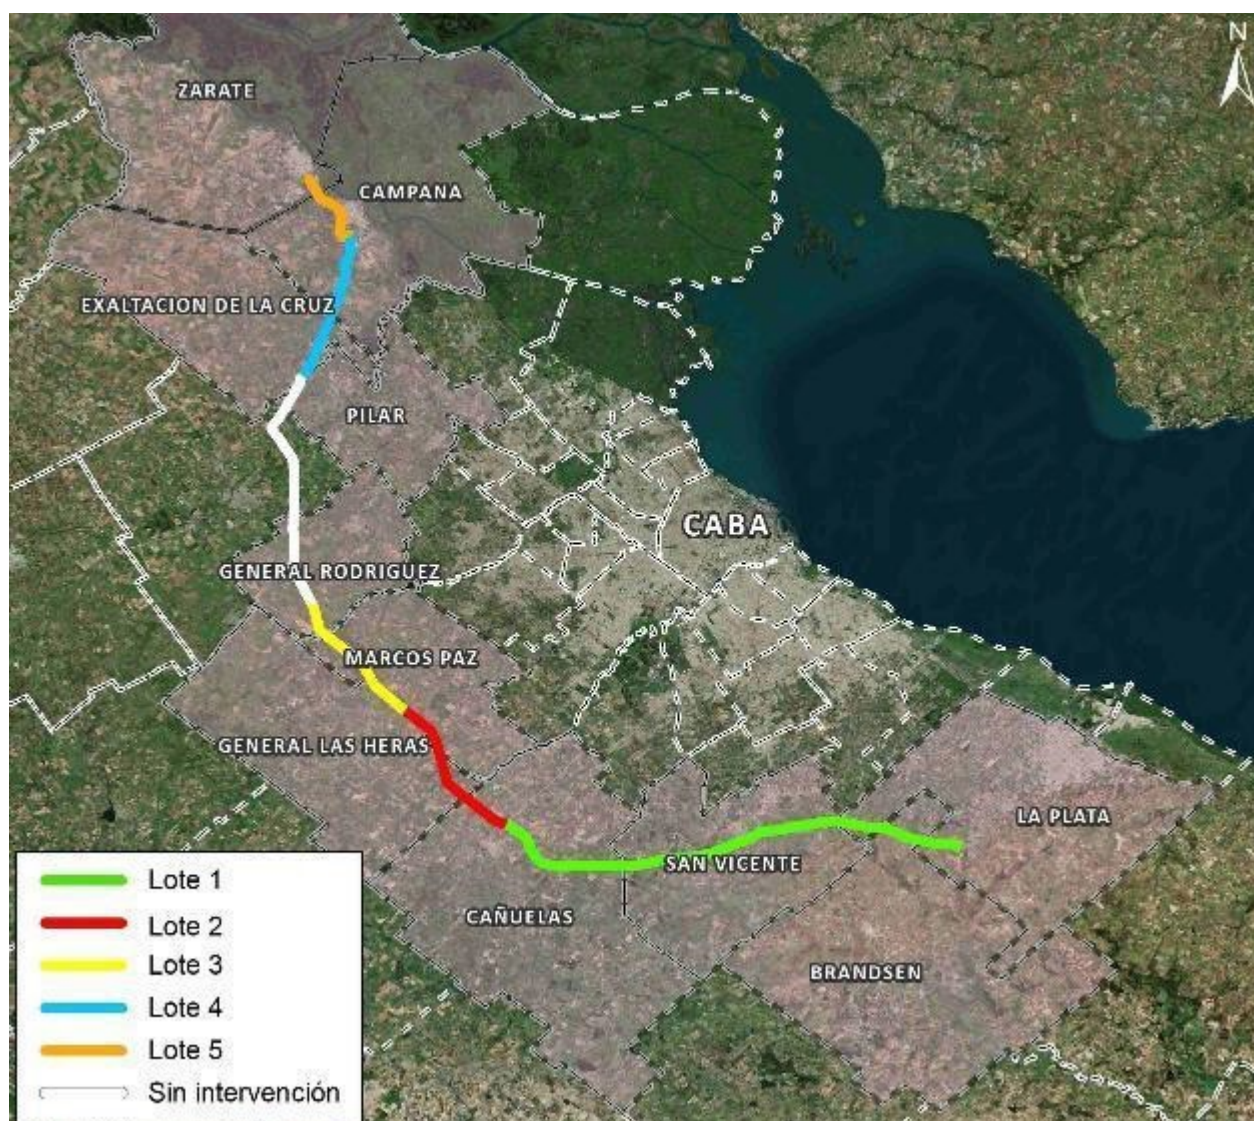 N
ZARATE
CAMPANA
EXALTACION DE LA CRUZ
PILAR
CABA
GENERAL RODRIGUEZ
MARCOS PAZ
GENERAL LAS HERAS
LA PLATA
SAN VICENTE
CAÑUELAS
BRANDSEN
Lote 1
Lote 2
Lote 3
Lote 4
Lote 5
Sin intervención